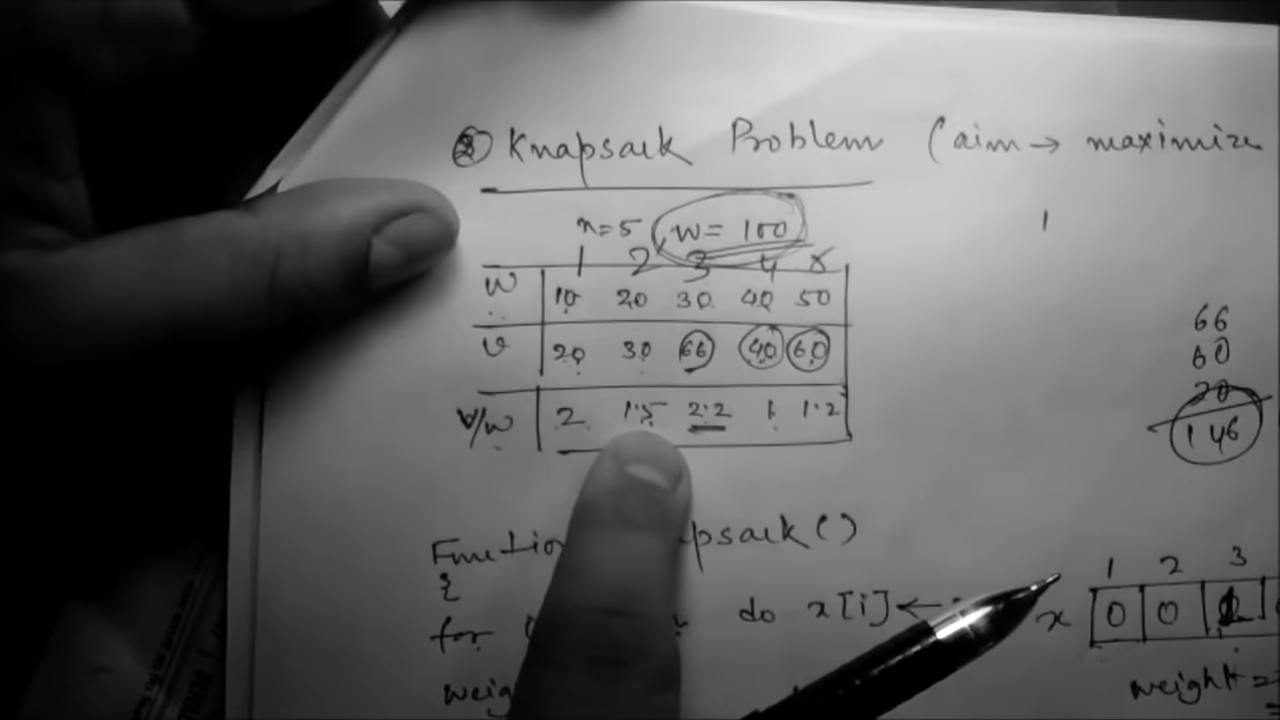 ② Knapsack Problem (aim → maximize
n=5 W= 100
1 2 3 4 5
W 10 20 30 40 50
v 20 30 66 40 60
v/w 2 1.5 2.2 1 1.2
66
60
20
146
psack()
{
for do x[i] ←
1 2 3
x 0 0
weight =